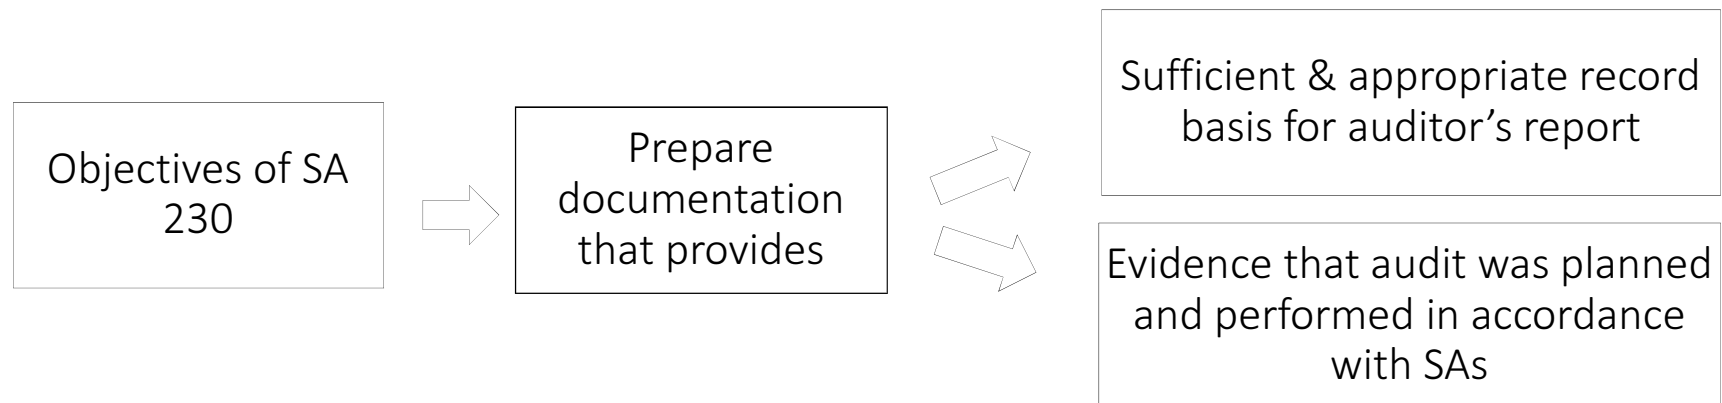 Objectives of SA
230
Prepare
documentation
that provides
Sufficient & appropriate record
basis for auditor’s report
Evidence that audit was planned
and performed in accordance
with SAs